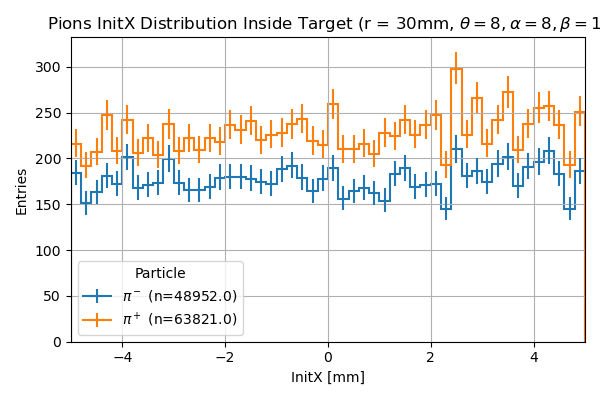 Pions InitX Distribution Inside Target (r = 30mm, θ = 8, α = 8, β = 1
Entries
300
250
200
150
100
50
0
Particle
π⁻ (n=48952.0)
π⁺ (n=63821.0)
−4
−2
0
2
4
InitX [mm]